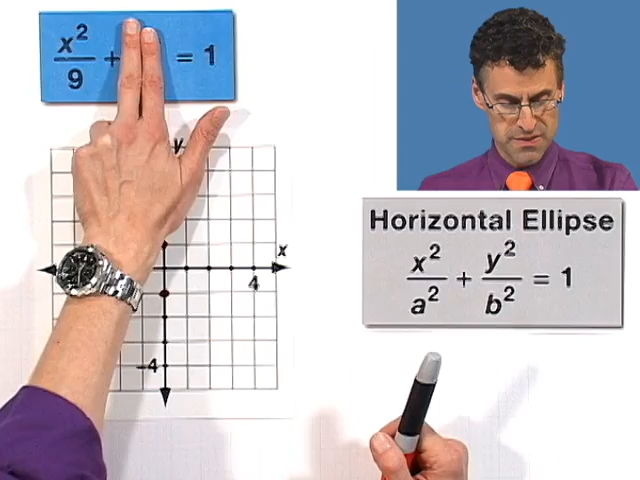 x²/9 + = 1
y
x
4
-4
Horizontal Ellipse
x²/a² + y²/b² = 1